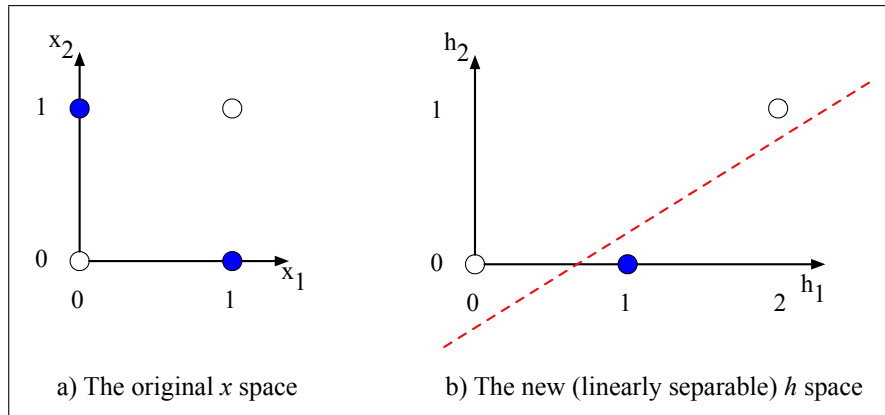 x2
1
0
x1
0
1
a) The original x space
h2
1
0
h1
0
1
2
b) The new (linearly separable) h space